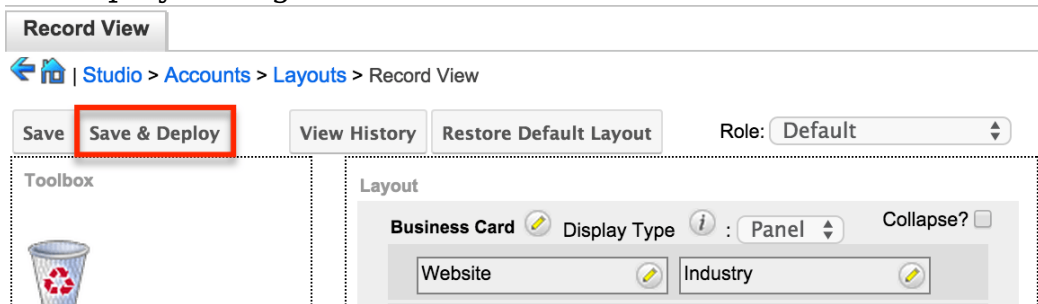 Record View
| Studio > Accounts > Layouts > Record View
Save Save & Deploy View History Restore Default Layout Role: Default
Toolbox
Layout
Business Card Display Type i : Panel Collapse?
Website Industry